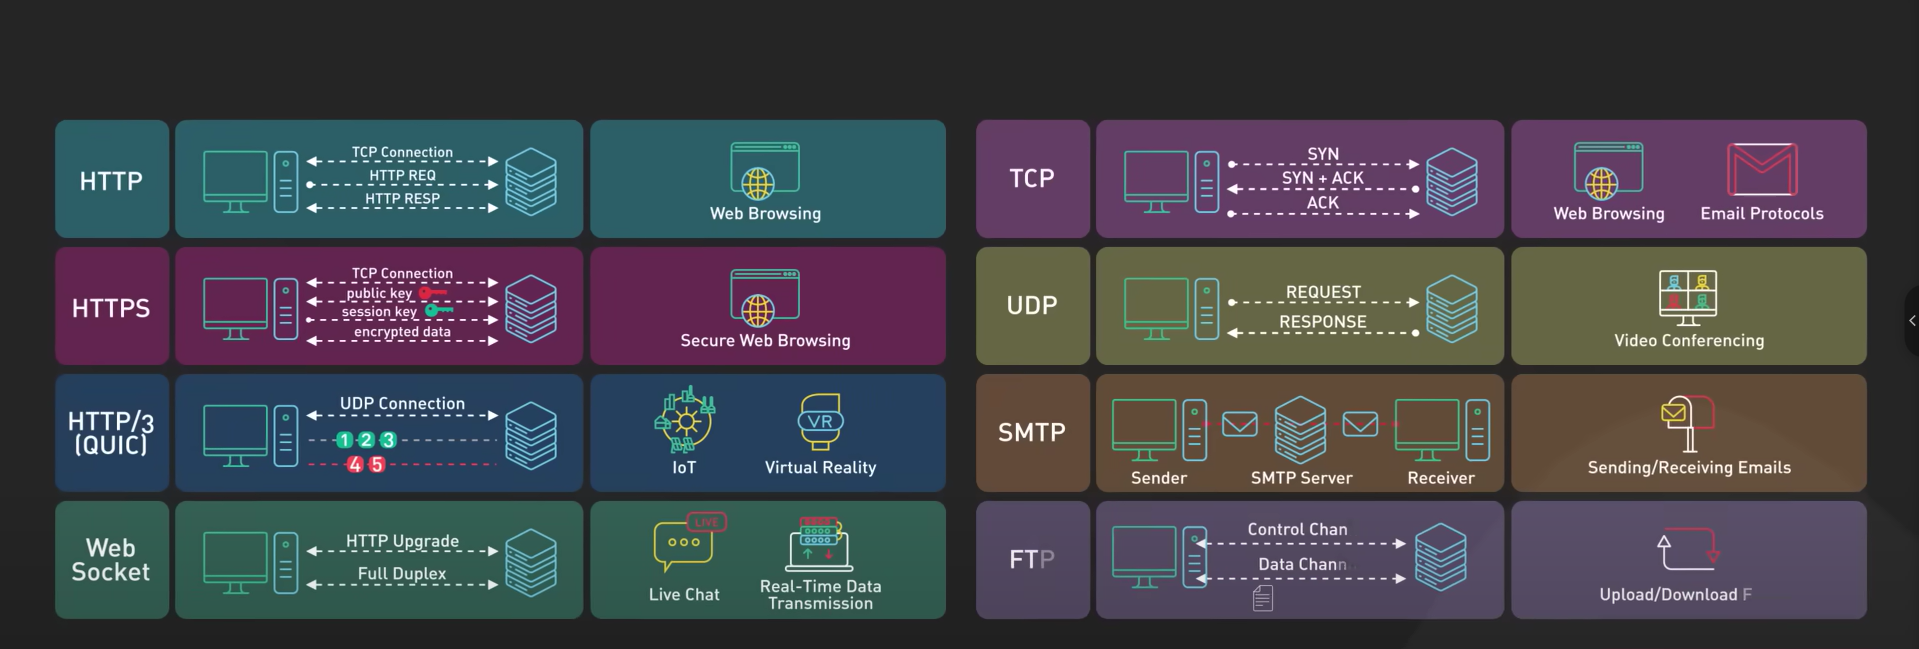 HTTP
TCP Connection
HTTP REQ
HTTP RESP
Web Browsing
HTTPS
TCP Connection
public key
session key
encrypted data
Secure Web Browsing
HTTP/3
(QUIC)
UDP Connection
1 2 3
4 5
IoT
VR
Virtual Reality
Web
Socket
HTTP Upgrade
Full Duplex
LIVE
Live Chat
Real-Time Data
Transmission
TCP
SYN
SYN + ACK
ACK
Web Browsing
Email Protocols
UDP
REQUEST
RESPONSE
Video Conferencing
SMTP
Sender
SMTP Server
Receiver
Sending/Receiving Emails
FTP
Control Chan
Data Chann
Upload/Download F